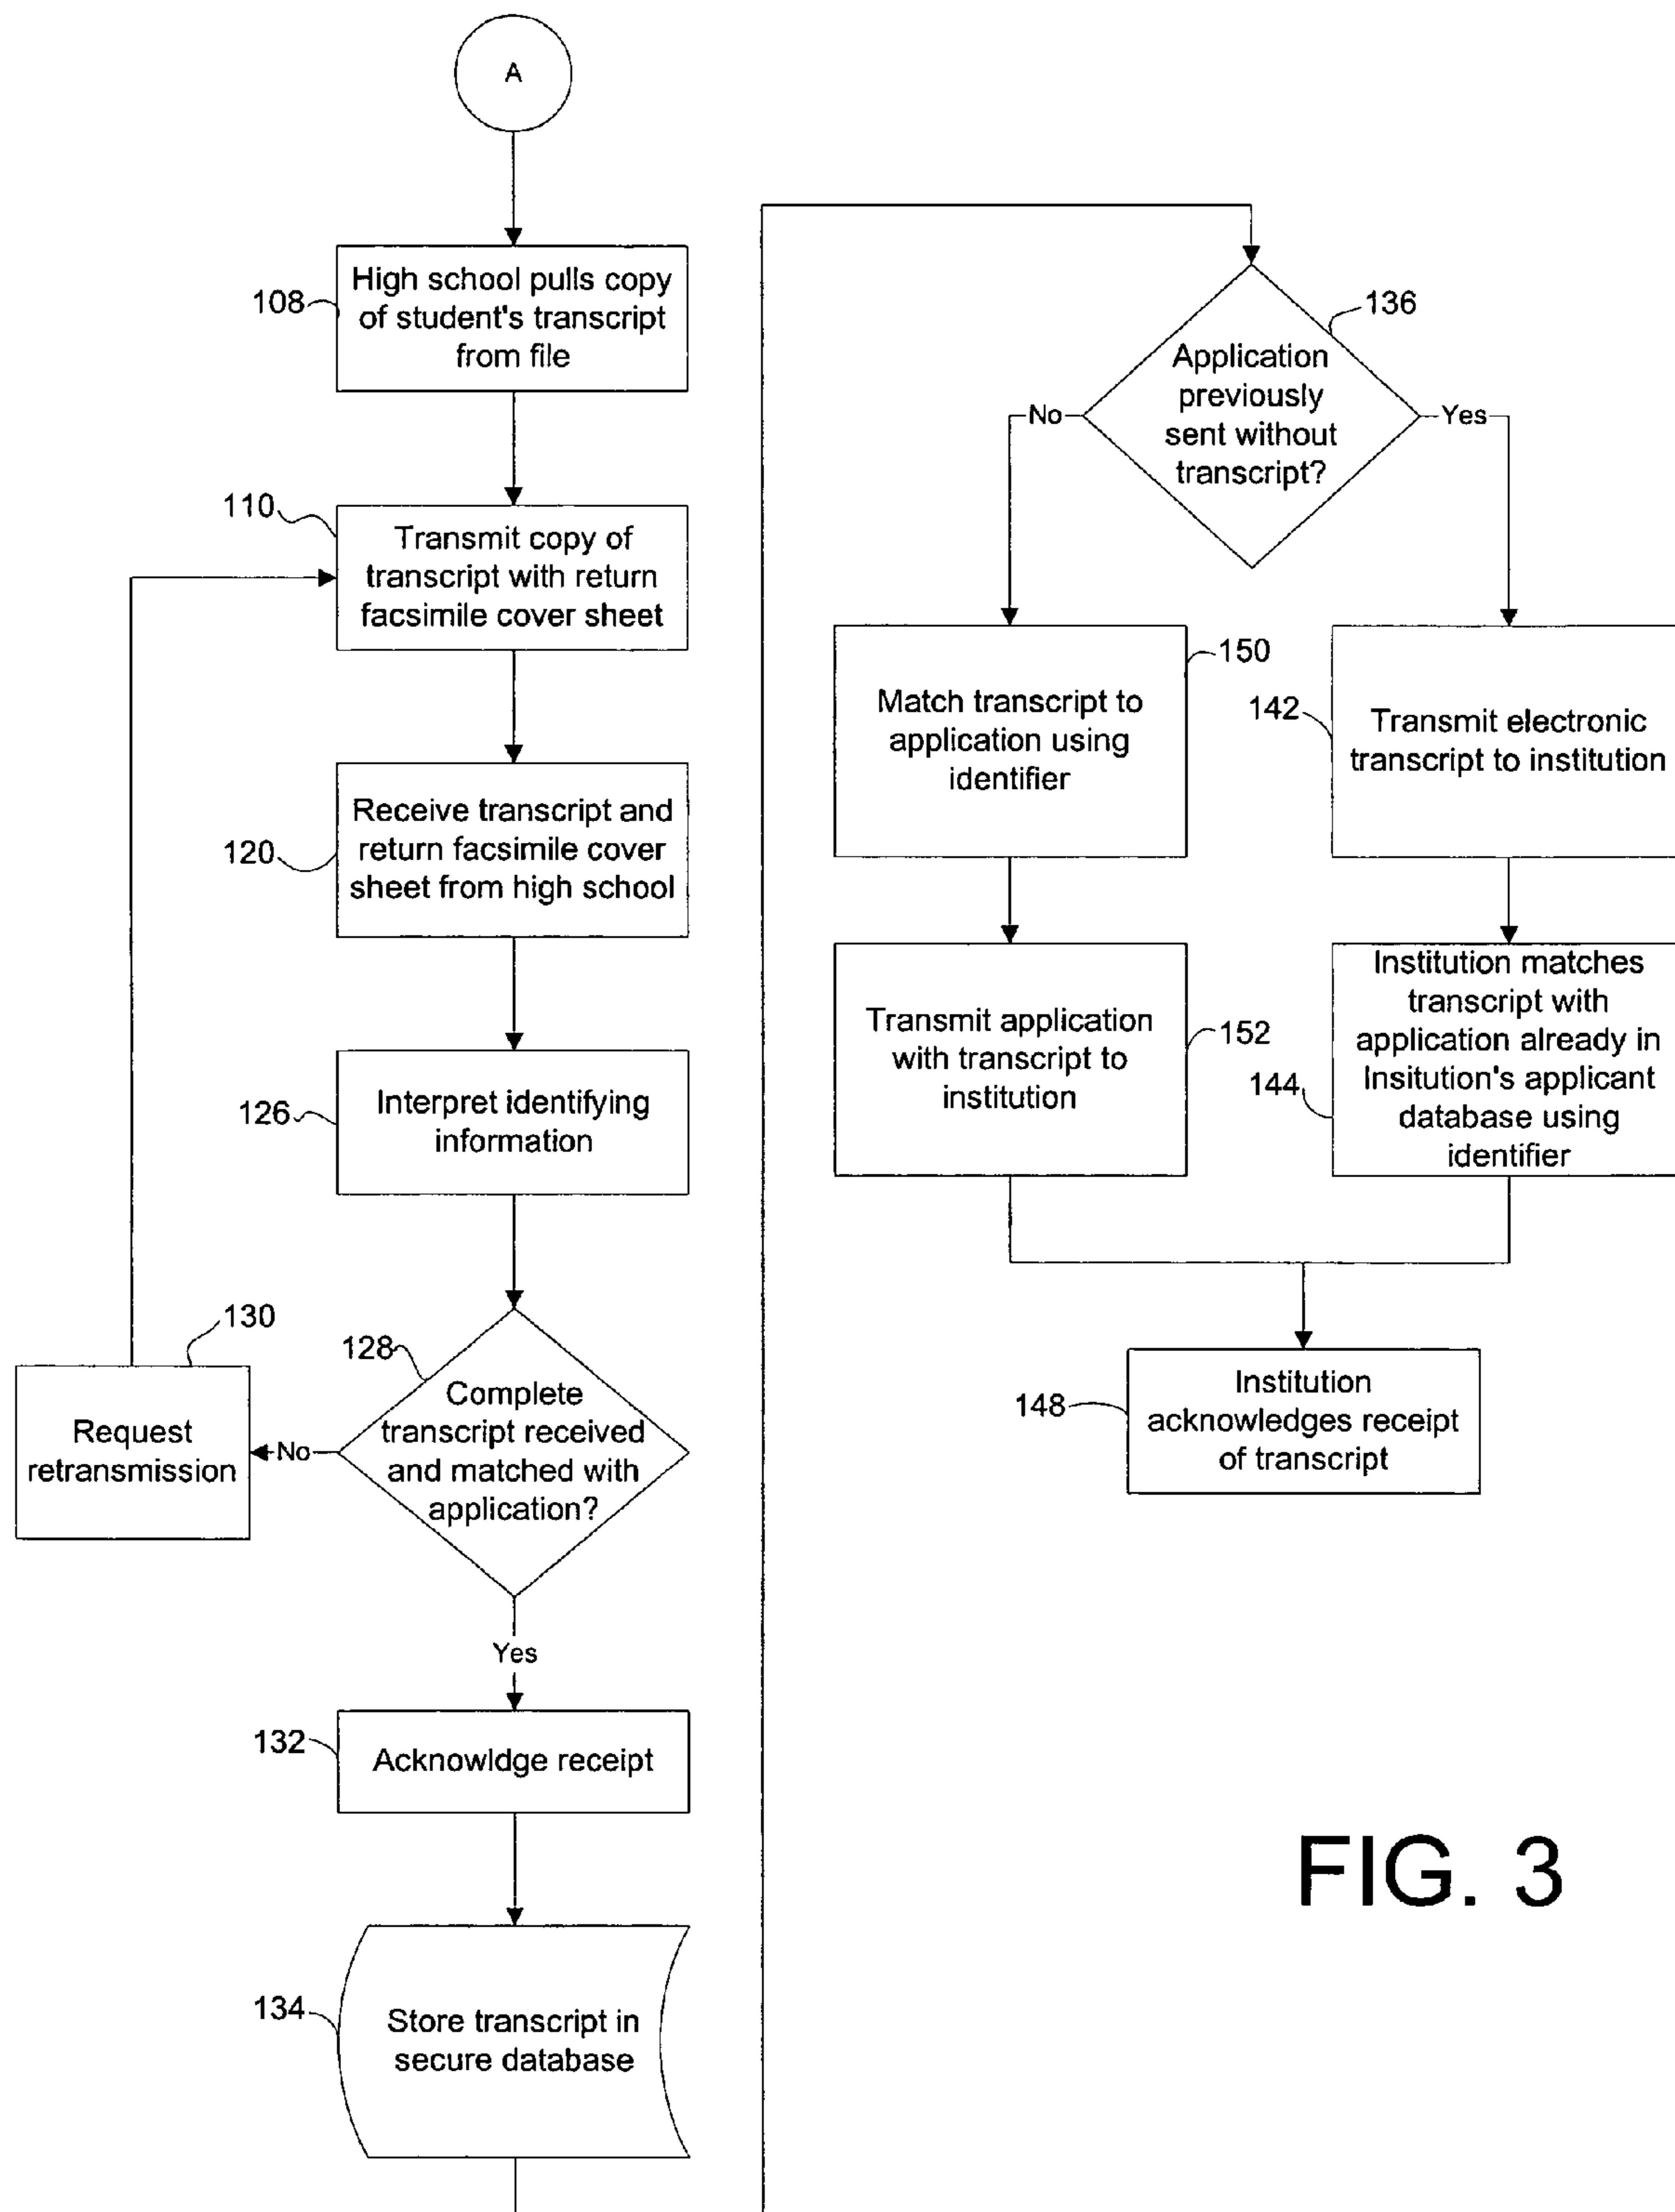 A
108
High school pulls copy
of student's transcript
from file
110
Transmit copy of
transcript with return
facsimile cover sheet
120
Receive transcript and
return facsimile cover
sheet from high school
126
Interpret identifying
information
128
Complete
transcript received
and matched with
application?
No
130
Request
retransmission
Yes
132
Acknowldge receipt
134
Store transcript in
secure database
136
Application
previously
sent without
transcript?
No
Yes
150
Match transcript to
application using
identifier
142
Transmit electronic
transcript to institution
152
Transmit application
with transcript to
institution
144
Institution matches
transcript with
application already in
Insitution's applicant
database using
identifier
148
Institution
acknowledges receipt
of transcript
FIG. 3